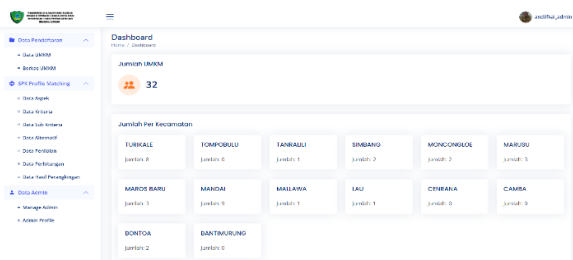 andifhai,admin
Data Pendaftaran
Data UMKM
Berkas UMKM
SPK Profile Matching
Data Aspek
Data Kriteria
Data Sub Kriteria
Data Alternatif
Data Penilaian
Data Perhitungan
Data Hasil Perangkingan
Data Admin
Manage Admin
Admin Profile
Dashboard
Home / Dashboard
Jumlah UMKM
32
Jumlah Per Kecamatan
TURIKALE
Jumlah: 8
TOMPOBULU
Jumlah: 0
TANRALILI
Jumlah: 1
SIMBANG
Jumlah: 2
MONCONGLOE
Jumlah: 2
MARUSU
Jumlah: 3
MAROS BARU
Jumlah: 3
MANDAI
Jumlah: 9
MALLAWA
Jumlah: 1
LAU
Jumlah: 1
CENRANA
Jumlah: 0
CAMBA
Jumlah: 0
BONTOA
Jumlah: 2
BANTIMURUNG
Jumlah: 0